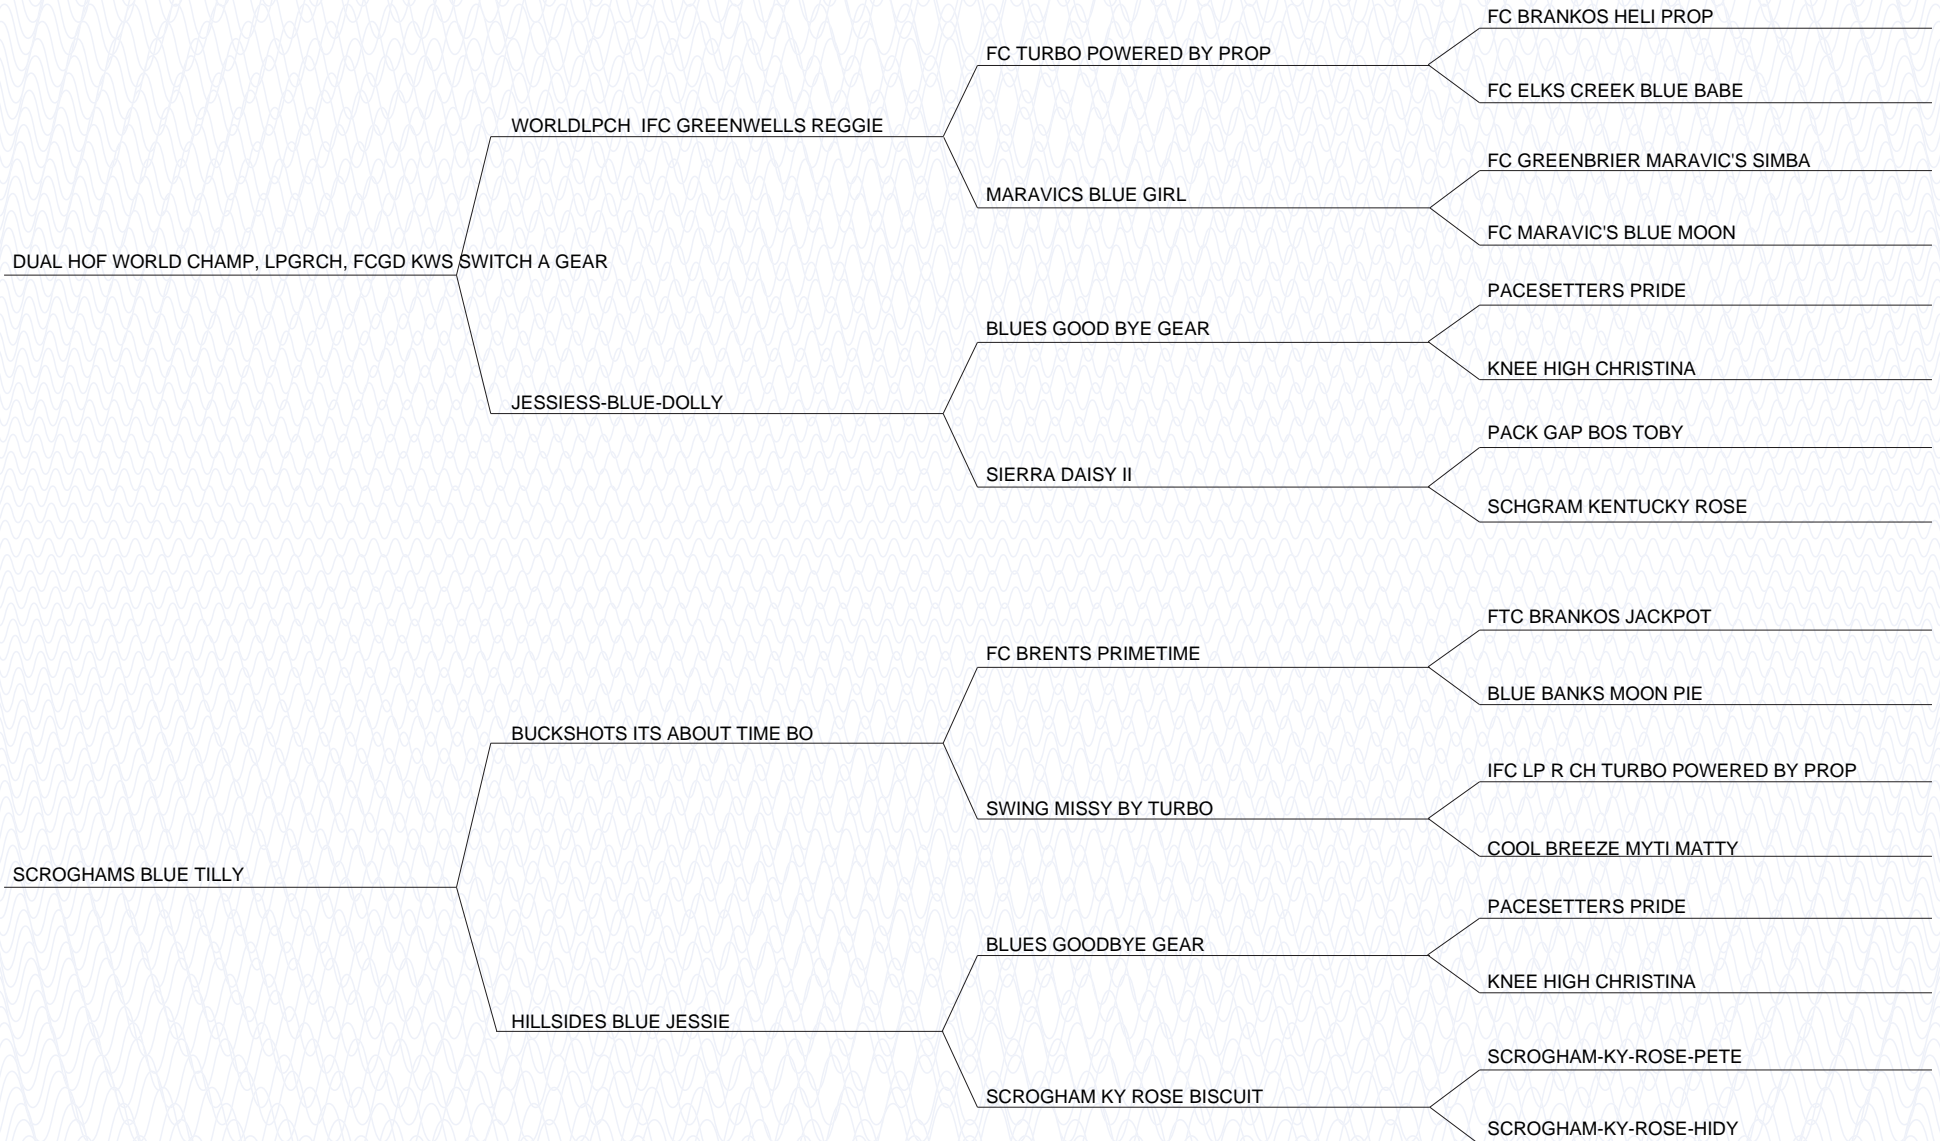 FC BRANKOS HELI PROP
FC TURBO POWERED BY PROP
FC ELKS CREEK BLUE BABE
WORLDLPCH  IFC GREENWELLS REGGIE
FC GREENBRIER MARAVIC'S SIMBA
MARAVICS BLUE GIRL
FC MARAVIC'S BLUE MOON
DUAL HOF WORLD CHAMP, LPGRCH, FCGD KWS SWITCH A GEAR
PACESETTERS PRIDE
BLUES GOOD BYE GEAR
KNEE HIGH CHRISTINA
JESSIESS-BLUE-DOLLY
PACK GAP BOS TOBY
SIERRA DAISY II
SCHGRAM KENTUCKY ROSE
FTC BRANKOS JACKPOT
FC BRENTS PRIMETIME
BLUE BANKS MOON PIE
BUCKSHOTS ITS ABOUT TIME BO
IFC LP R CH TURBO POWERED BY PROP
SWING MISSY BY TURBO
COOL BREEZE MYTI MATTY
SCROGHAMS BLUE TILLY
PACESETTERS PRIDE
BLUES GOODBYE GEAR
KNEE HIGH CHRISTINA
HILLSIDES BLUE JESSIE
SCROGHAM-KY-ROSE-PETE
SCROGHAM KY ROSE BISCUIT
SCROGHAM-KY-ROSE-HIDY